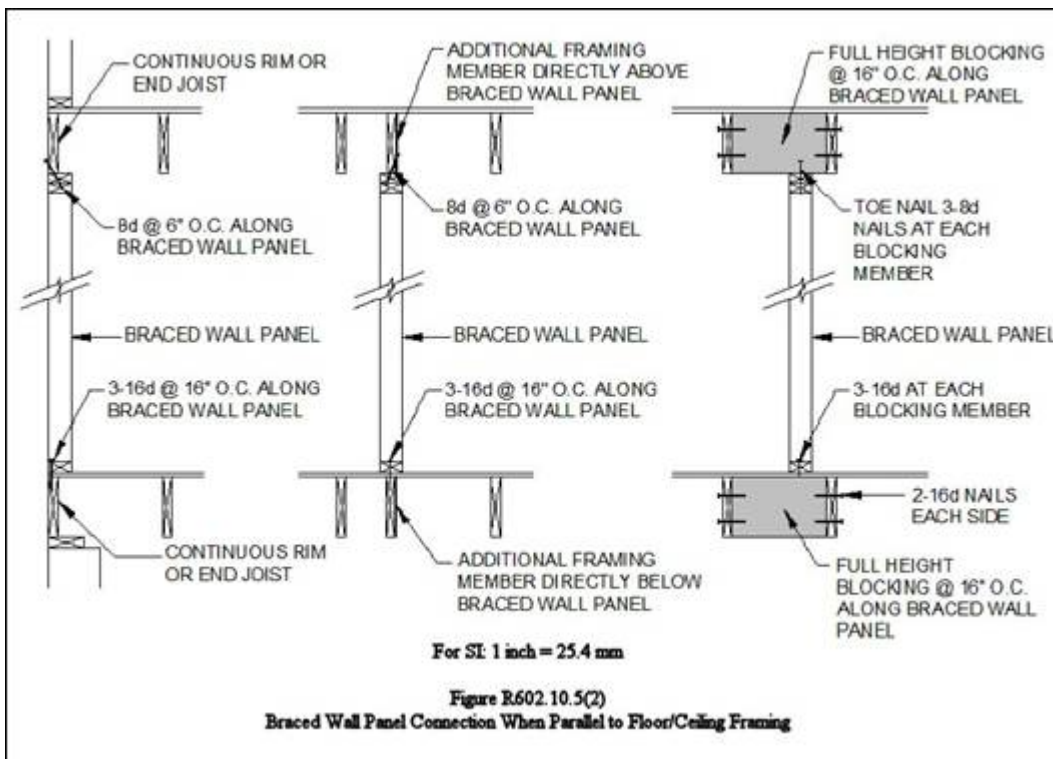 CONTINUOUS RIM OR
END JOIST
ADDITIONAL FRAMING
MEMBER DIRECTLY ABOVE
BRACED WALL PANEL
FULL HEIGHT BLOCKING
@ 16" O.C. ALONG
BRACED WALL PANEL
8d @ 6" O.C. ALONG
BRACED WALL PANEL
8d @ 6" O.C. ALONG
BRACED WALL PANEL
TOE NAIL 3-8d
NAILS AT EACH
BLOCKING
MEMBER
BRACED WALL PANEL
BRACED WALL PANEL
BRACED WALL PANEL
3-16d @ 16" O.C. ALONG
BRACED WALL PANEL
3-16d @ 16" O.C. ALONG
BRACED WALL PANEL
3-16d AT EACH
BLOCKING MEMBER
2-16d NAILS
EACH SIDE
CONTINUOUS RIM
OR END JOIST
ADDITIONAL FRAMING
MEMBER DIRECTLY BELOW
BRACED WALL PANEL
FULL HEIGHT
BLOCKING @ 16" O.C.
ALONG BRACED WALL
PANEL
For SI: 1 inch = 25.4 mm
Figure R602.10.5(2)
Braced Wall Panel Connection When Parallel to Floor/Ceiling Framing